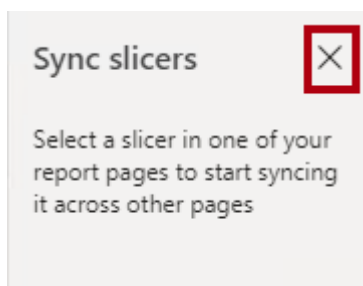 Sync slicers
Select a slicer in one of your
report pages to start syncing
it across other pages